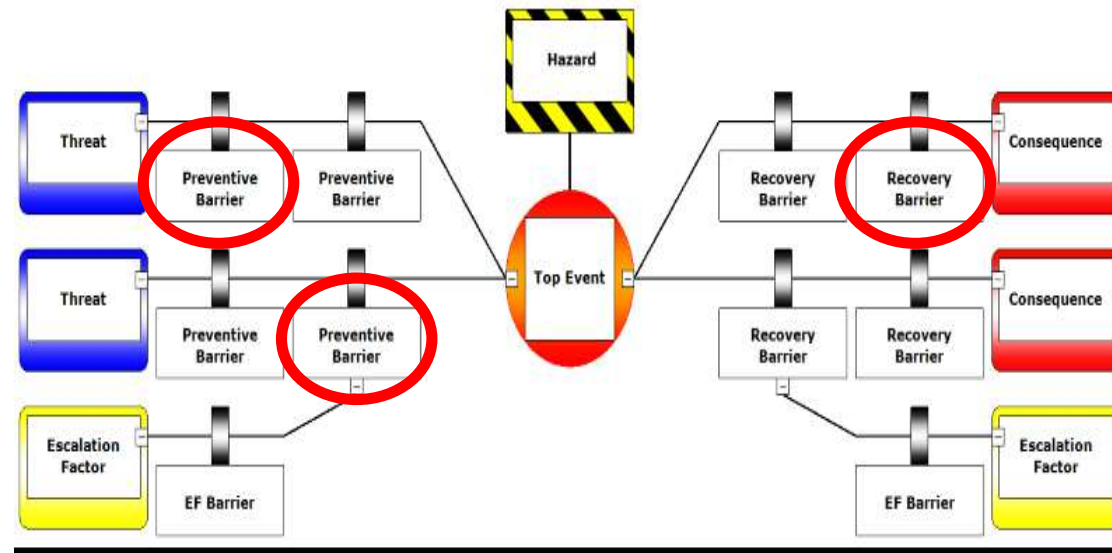 Hazard
Threat
Preventive
Barrier
Preventive
Barrier
Recovery
Barrier
Recovery
Barrier
Consequence
Top Event
Threat
Preventive
Barrier
Preventive
Barrier
Recovery
Barrier
Recovery
Barrier
Consequence
Escalation
Factor
EF Barrier
EF Barrier
Escalation
Factor